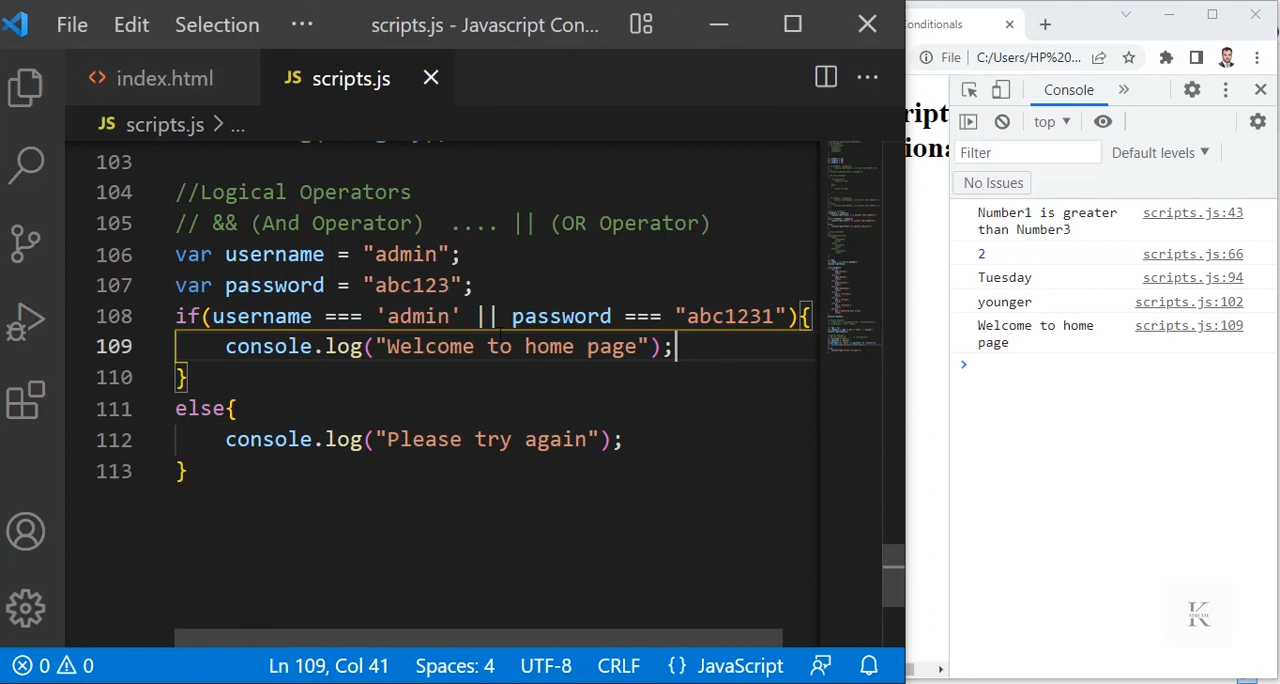 File Edit Selection ··· scripts.js - Javascript Con...
index.html JS scripts.js
JS scripts.js > ...
103
104 //Logical Operators
105 // && (And Operator) .... || (OR Operator)
106 var username = "admin";
107 var password = "abc123";
108 if(username === 'admin' || password === "abc1231"){
109 console.log("Welcome to home page");
110 }
111 else{
112 console.log("Please try again");
113 }
0 0 Ln 109, Col 41 Spaces: 4 UTF-8 CRLF {} JavaScript
onditionals
File C:/Users/HP%20...
ript
iona
Console »
top
Filter Default levels
No Issues
Number1 is greater scripts.js:43
than Number3
2 scripts.js:66
Tuesday scripts.js:94
younger scripts.js:102
Welcome to home scripts.js:109
page
K